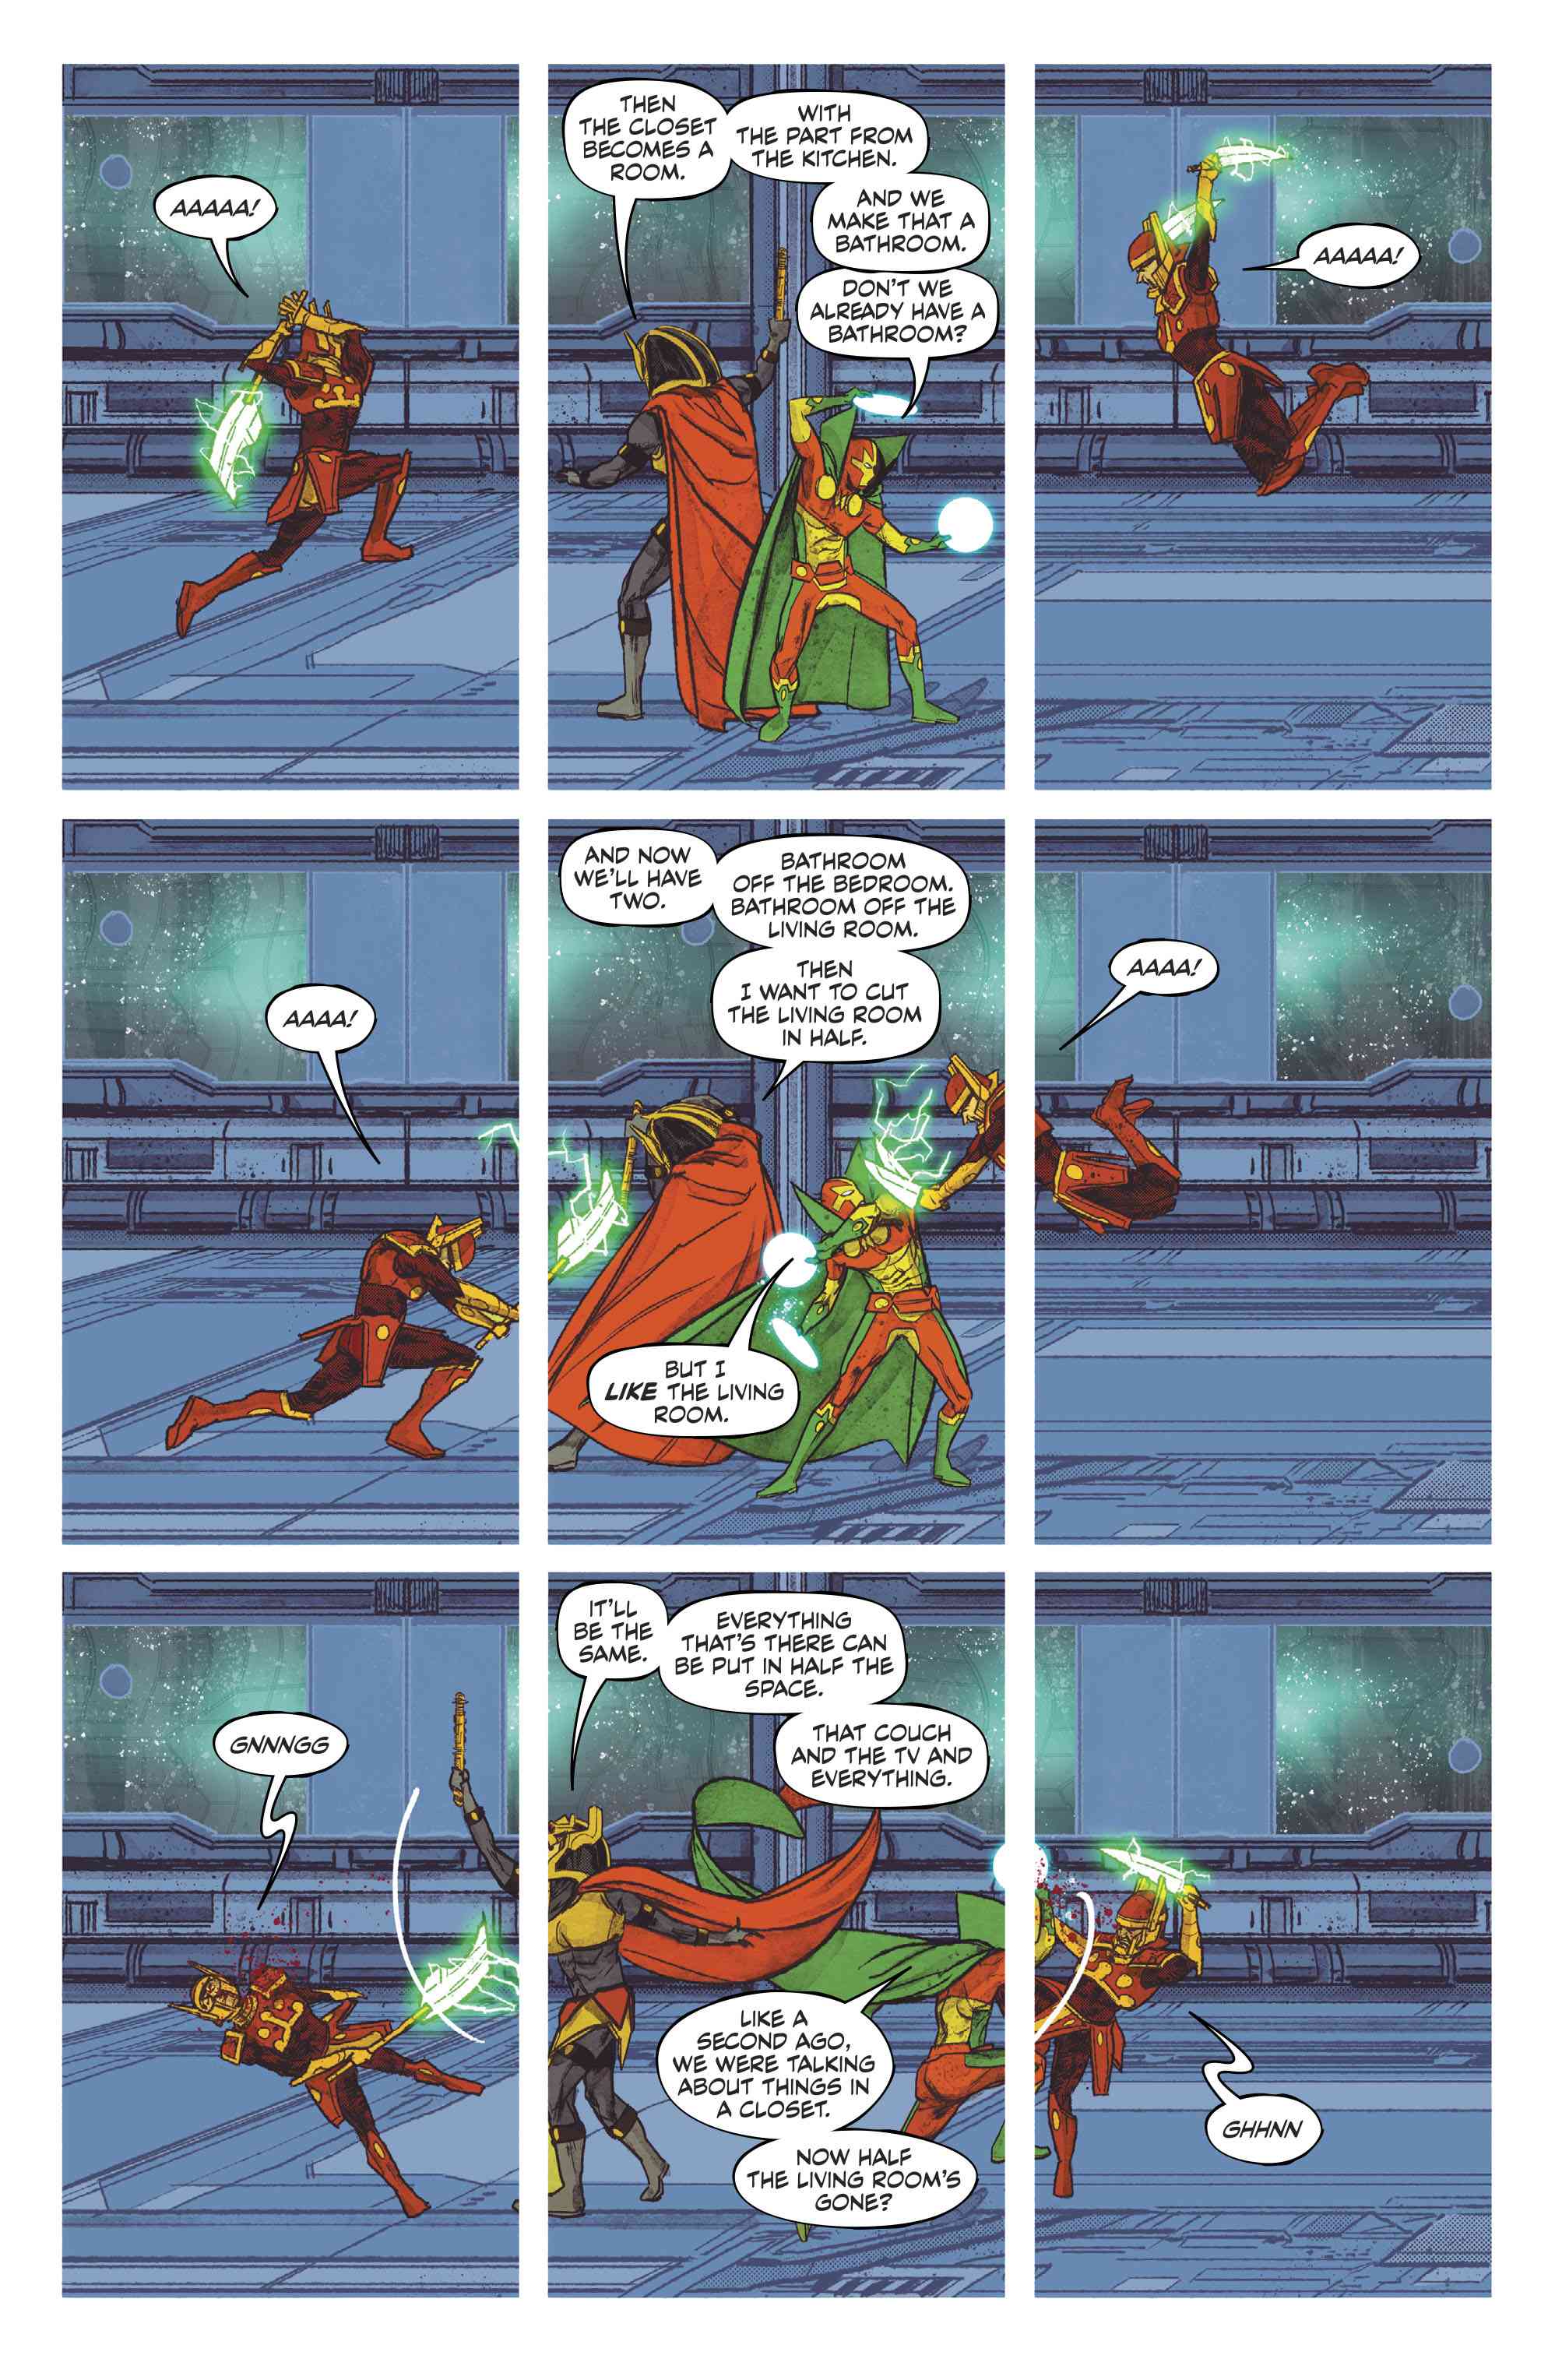 AAAAA!
THEN
THE CLOSET
BECOMES A
ROOM.
WITH
THE PART FROM
THE KITCHEN.
AND WE
MAKE THAT A
BATHROOM.
DON'T WE
ALREADY HAVE A
BATHROOM?
AAAAA!
AAAA!
AND NOW
WE'LL HAVE
TWO.
BATHROOM
OFF THE BEDROOM.
BATHROOM OFF THE
LIVING ROOM.
THEN
I WANT TO CUT
THE LIVING ROOM
IN HALF.
BUT I
LIKE THE LIVING
ROOM.
AAAA!
GNNNGG
IT'LL
BE THE
SAME.
EVERYTHING
THAT'S THERE CAN
BE PUT IN HALF THE
SPACE.
THAT COUCH
AND THE TV AND
EVERYTHING.
LIKE A
SECOND AGO,
WE WERE TALKING
ABOUT THINGS IN
A CLOSET.
NOW HALF
THE LIVING ROOM'S
GONE?
GHHNN